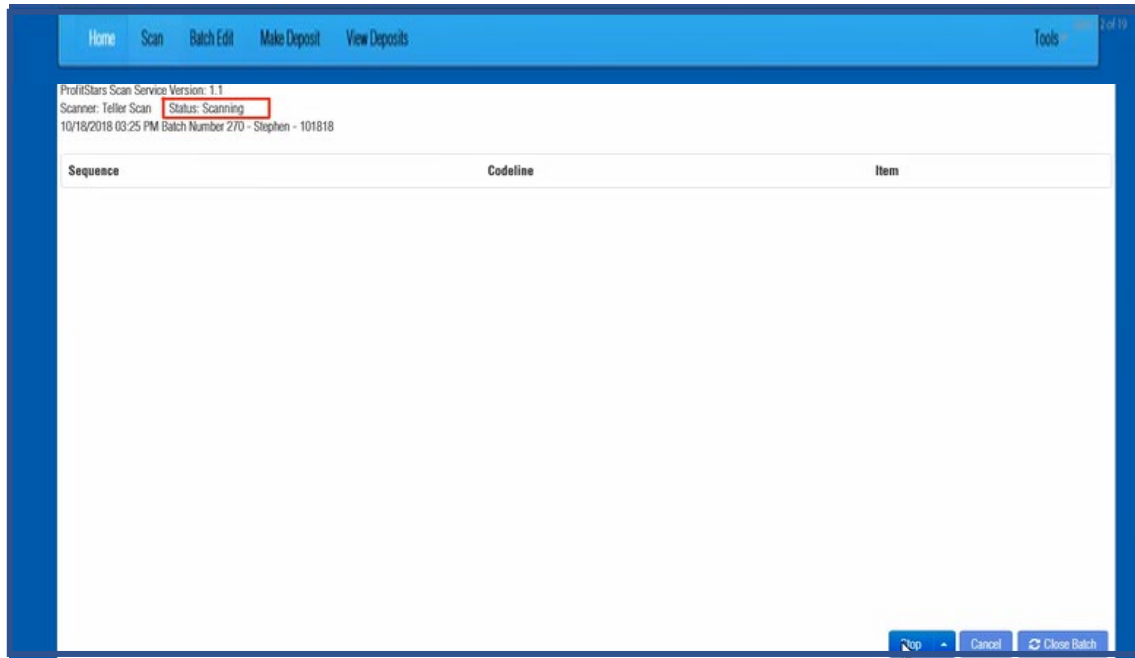 Home Scan Batch Edit Make Deposit View Deposits Tools
2 of 19
ProfitStars Scan Service Version: 1.1
Scanner: Teller Scan Status: Scanning
10/18/2018 03:25 PM Batch Number 270 - Stephen - 101818
Sequence Codeline Item
Stop Cancel Close Batch